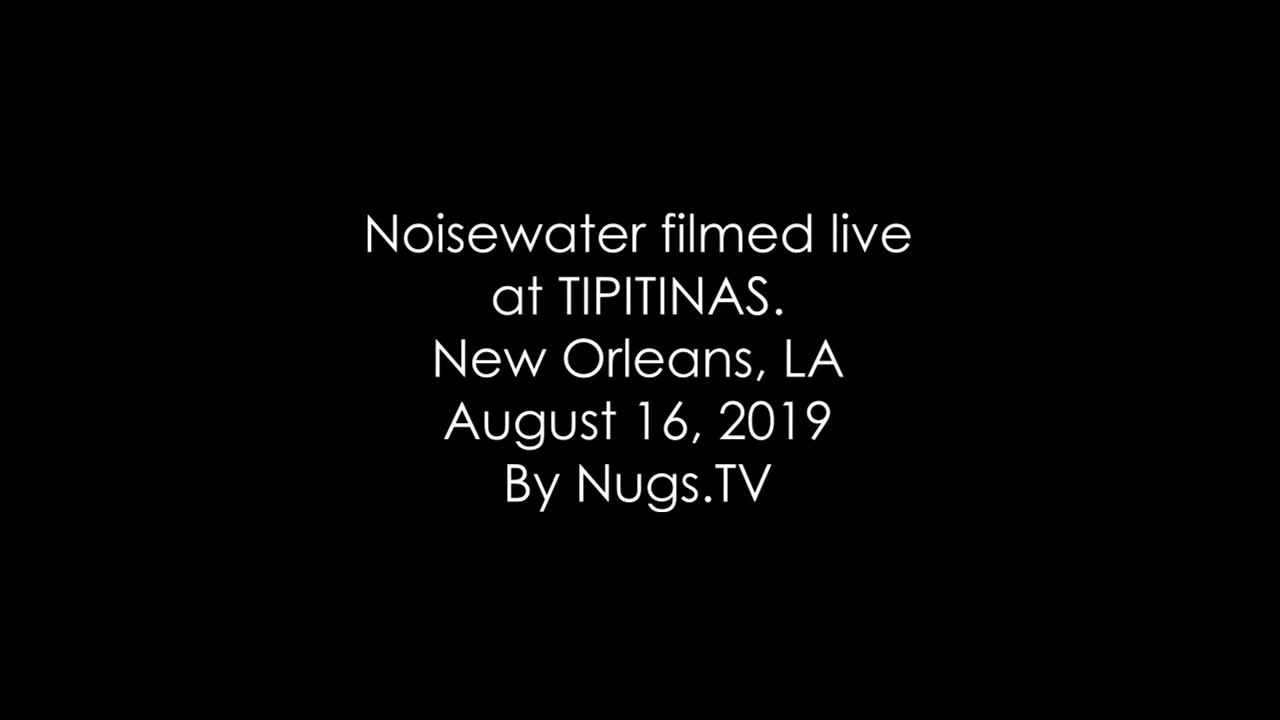 Noisewater filmed live
at TIPITINAS.
New Orleans, LA
August 16, 2019
By Nugs.TV